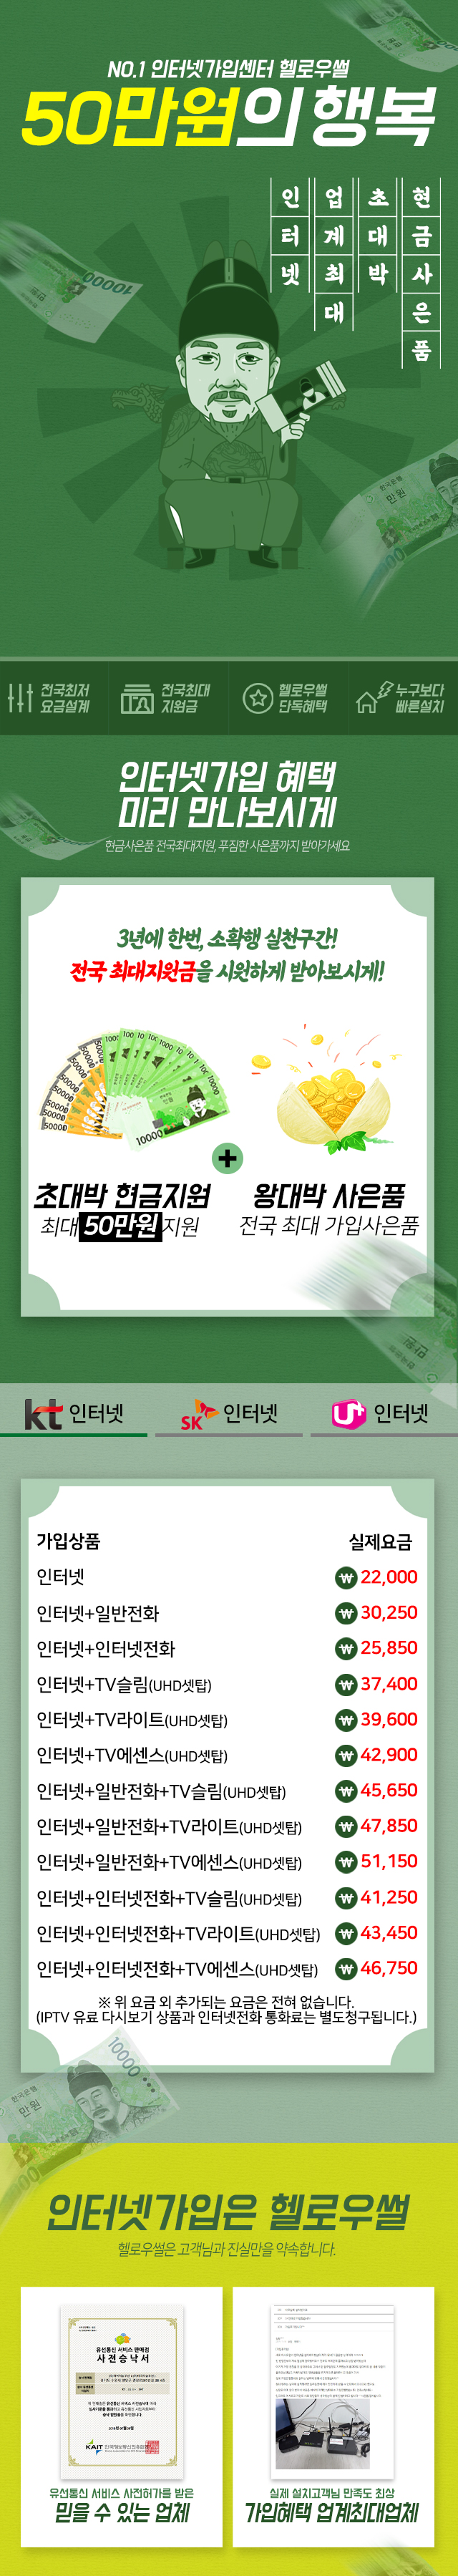 NO.1 인터넷가입센터 헬로우썰
50만원의 행복
현금사은품
초대박
업계최대
인터넷
10000
한국은행
만원
전국최저
요금설계
전국최대
지원금
헬로우썰
단독혜택
누구보다
빠른설치
인터넷가입 혜택
미리 만나보시게
현금사은품 전국최대지원, 푸짐한 사은품까지 받아가세요
3년에 한번, 소확행 실천구간!
전국 최대지원금을 시원하게 받아보시게!
초대박 현금지원
최대 50만원 지원
+
왕대박 사은품
전국 최대 가입사은품
kt 인터넷
SK 인터넷
U+ 인터넷
가입상품 실제요금
인터넷 ₩ 22,000
인터넷+일반전화 ₩ 30,250
인터넷+인터넷전화 ₩ 25,850
인터넷+TV슬림(UHD셋탑) ₩ 37,400
인터넷+TV라이트(UHD셋탑) ₩ 39,600
인터넷+TV에센스(UHD셋탑) ₩ 42,900
인터넷+일반전화+TV슬림(UHD셋탑) ₩ 45,650
인터넷+일반전화+TV라이트(UHD셋탑) ₩ 47,850
인터넷+일반전화+TV에센스(UHD셋탑) ₩ 51,150
인터넷+인터넷전화+TV슬림(UHD셋탑) ₩ 41,250
인터넷+인터넷전화+TV라이트(UHD셋탑) ₩ 43,450
인터넷+인터넷전화+TV에센스(UHD셋탑) ₩ 46,750
※ 위 요금 외 추가되는 요금은 전혀 없습니다.
(IPTV 유료 다시보기 상품과 인터넷전화 통화료는 별도청구됩니다.)
10000
한국은행
만원
인터넷가입은 헬로우썰
헬로우썰은 고객님과 진실만을 약속합니다.
유선통신 서비스 판매점
사전승낙서
KAIT 한국정보통신진흥협회
유선통신 서비스 사전허가를 받은
믿을 수 있는 업체
실제 설치고객님 만족도 최상
가입혜택 업계최대업체